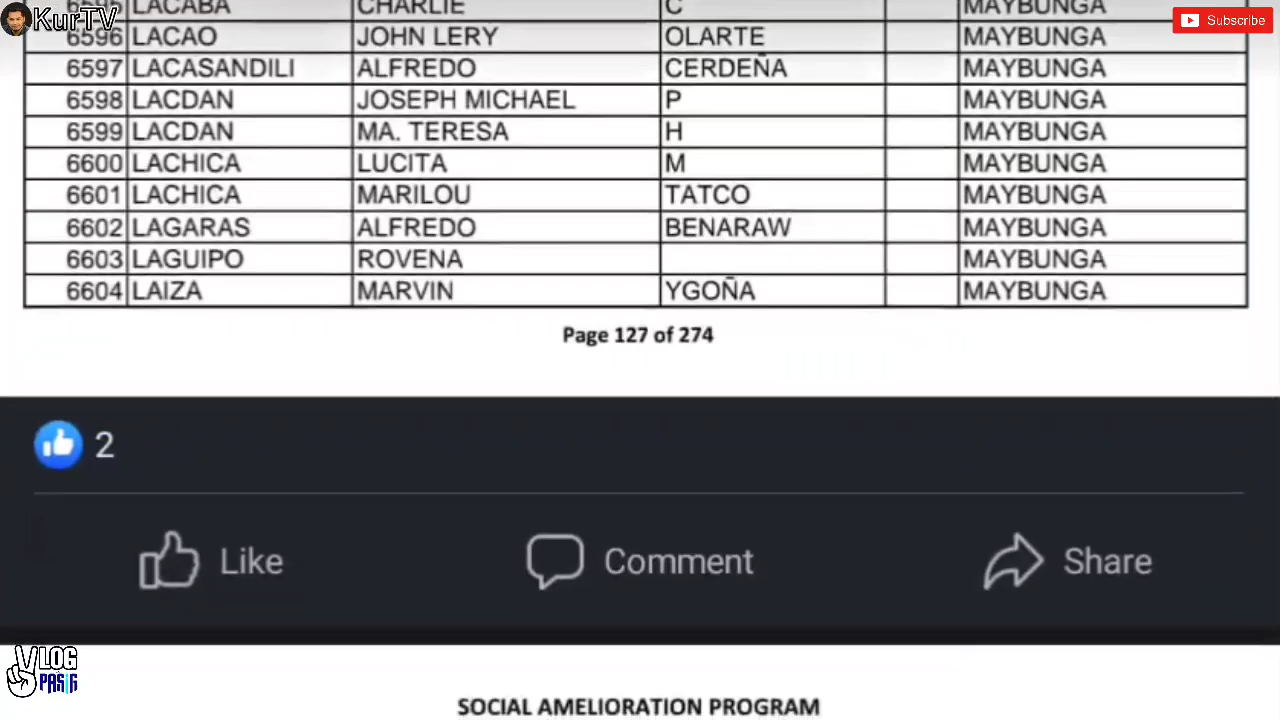 KurTV
Subscribe
6595 LACABA CHARLIE C MAYBUNGA
6596 LACAO JOHN LERY OLARTE MAYBUNGA
6597 LACASANDILI ALFREDO CERDEÑA MAYBUNGA
6598 LACDAN JOSEPH MICHAEL P MAYBUNGA
6599 LACDAN MA. TERESA H MAYBUNGA
6600 LACHICA LUCITA M MAYBUNGA
6601 LACHICA MARILOU TATCO MAYBUNGA
6602 LAGARAS ALFREDO BENARAW MAYBUNGA
6603 LAGUIPO ROVENA MAYBUNGA
6604 LAIZA MARVIN YGOÑA MAYBUNGA
Page 127 of 274
2
Like Comment Share
VLOG
PASIG
SOCIAL AMELIORATION PROGRAM